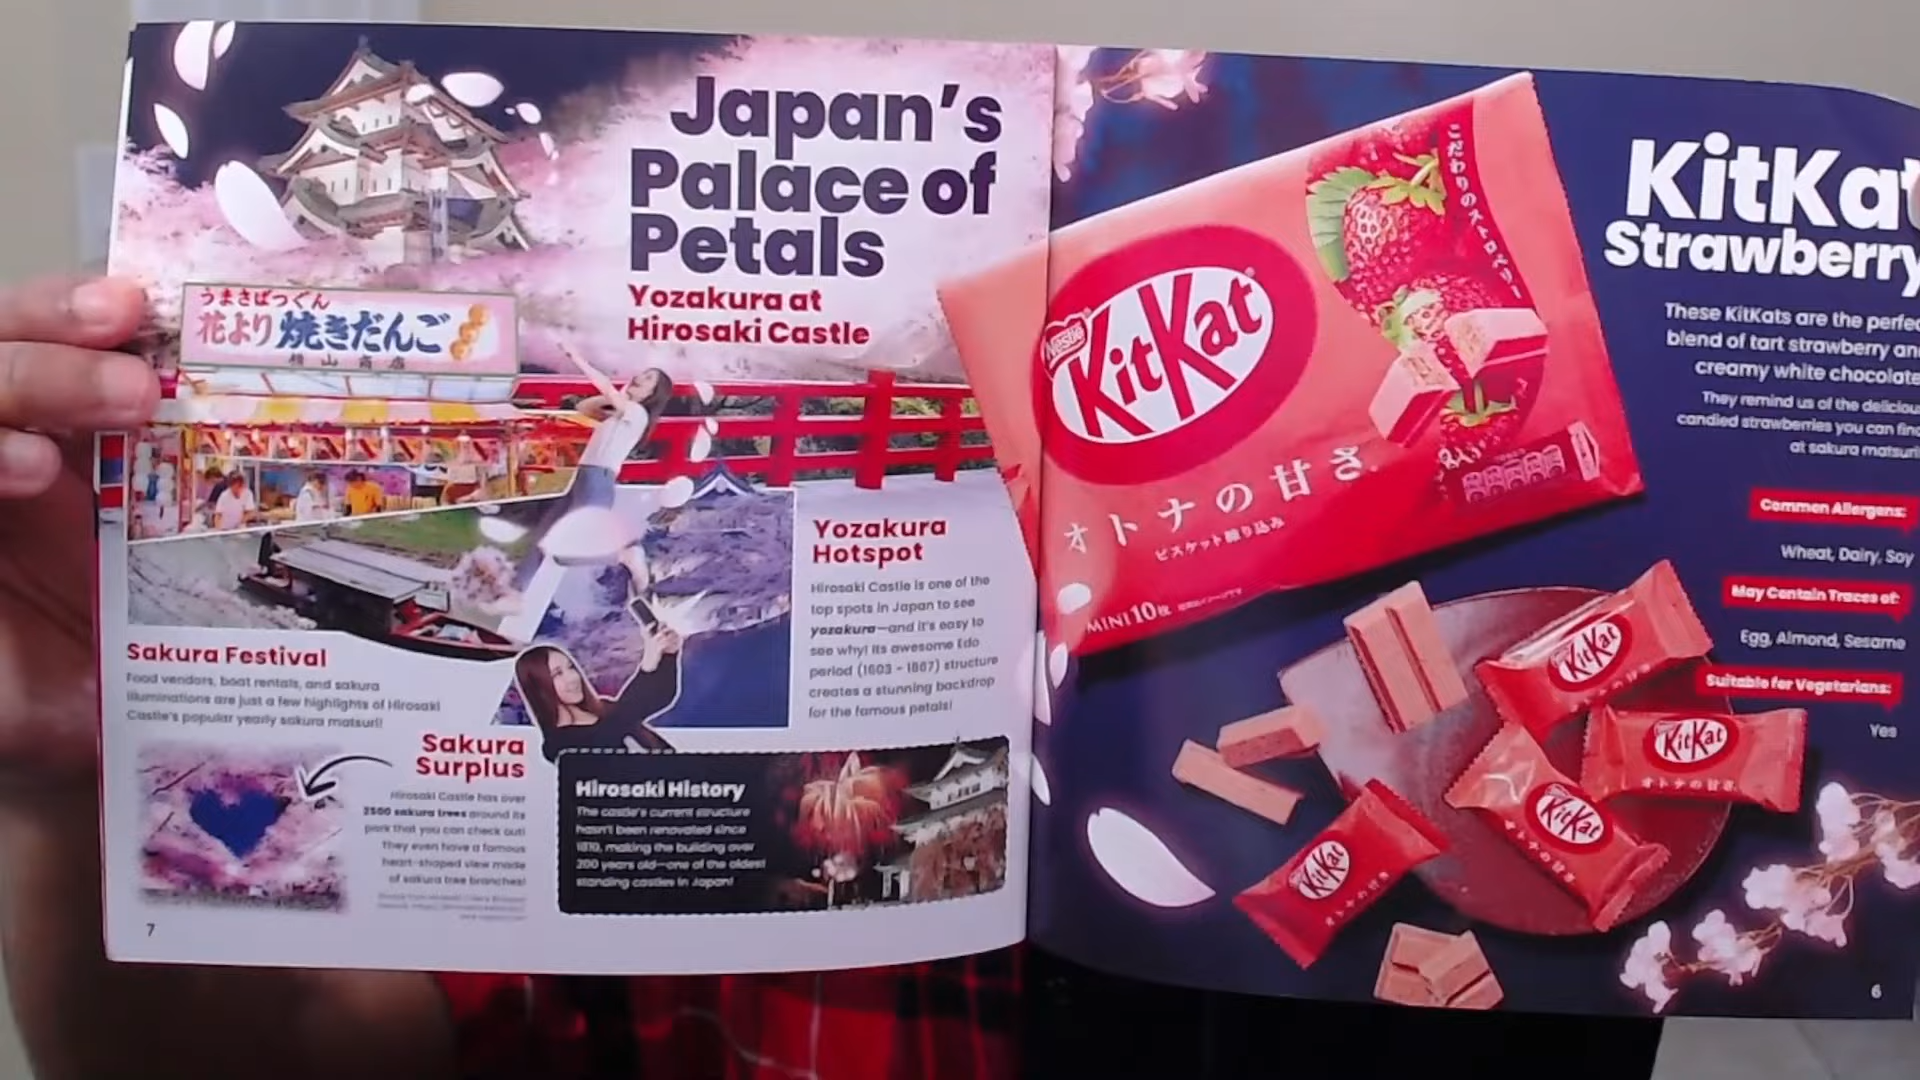 Japan's
Palace of
Petals
Yozakura at
Hirosaki Castle
うまさばつぐん
花より焼きだんご
商店
Yozakura
Hotspot
Hirosaki Castle is one of the
top spots in Japan to see
yozakura—and it's easy to
see why! Its awesome Edo
period (1603 - 1867) structure
creates a stunning backdrop
for the famous petals!
Sakura Festival
Food vendors, boat rentals, and sakura
illuminations are just a few highlights of Hirosaki
Castle's popular yearly sakura matsuri!
Sakura
Surplus
Hirosaki Castle has over
2500 sakura trees around its
park that you can check out!
They even have a famous
heart-shaped view made
of sakura tree branches!
Hirosaki History
The castle's current structure
hasn't been renovated since
1810, making the building over
200 years old—one of the oldest
standing castles in Japan!
7
こだわりのストロベリー
Nestle
KitKat
オトナの甘さ
ビスケット練り込み
MINI 10枚
KitKat
Strawberry
These KitKats are the perfec
blend of tart strawberry and
creamy white chocolate
They remind us of the deliciou
candied strawberries you can find
at sakura matsuri
Common Allergens:
Wheat, Dairy, Soy
May Contain Traces of:
Egg, Almond, Sesame
Suitable for Vegetarians:
Yes
KitKat
KitKat
オトナの甘さ
KitKat
オトナの甘さ
KitKat
オトナの甘さ
6